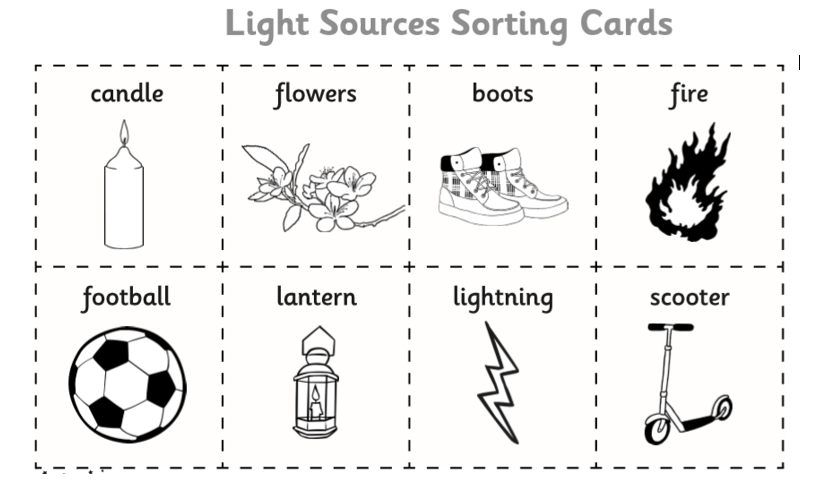 Light Sources Sorting Cards
candle flowers boots fire
football lantern lightning scooter